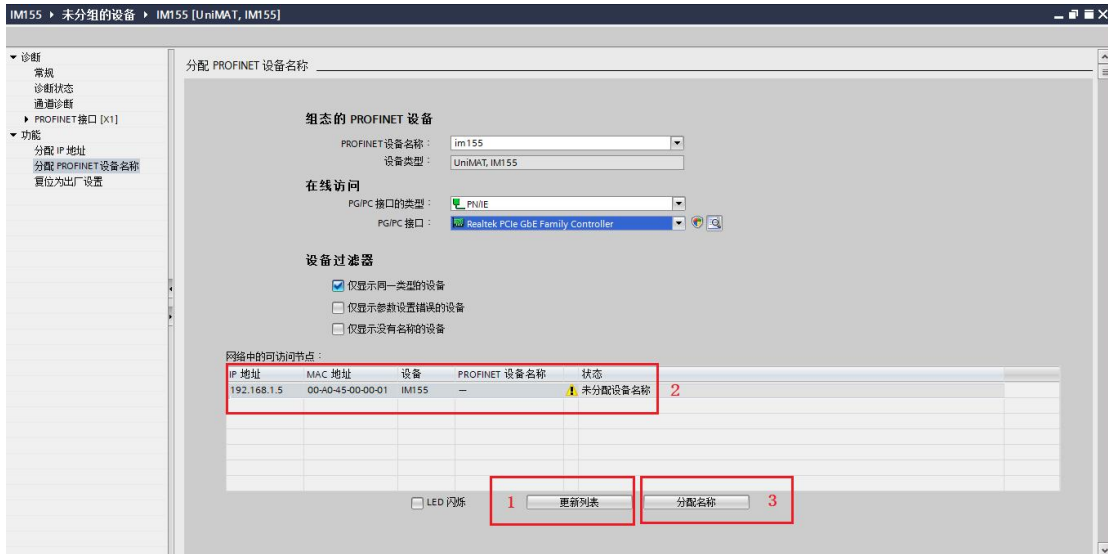 IM155 ▸ 未分组的设备 ▸ IM155 [UniMAT, IM155]
诊断
常规
诊断状态
通道诊断
PROFINET接口 [X1]
功能
分配 IP 地址
分配 PROFINET设备名称
复位为出厂设置
分配 PROFINET 设备名称
组态的 PROFINET 设备
PROFINET设备名称： im155
设备类型： UniMAT, IM155
在线访问
PG/PC 接口的类型： PN/IE
PG/PC 接口： Realtek PCIe GbE Family Controller
设备过滤器
仅显示同一类型的设备
仅显示参数设置错误的设备
仅显示没有名称的设备
网络中的可访问节点：
IP 地址 MAC 地址 设备 PROFINET 设备名称 状态
192.168.1.5 00-A0-45-00-00-01 IM155 — 未分配设备名称 2
LED 闪烁 1 更新列表 分配名称 3